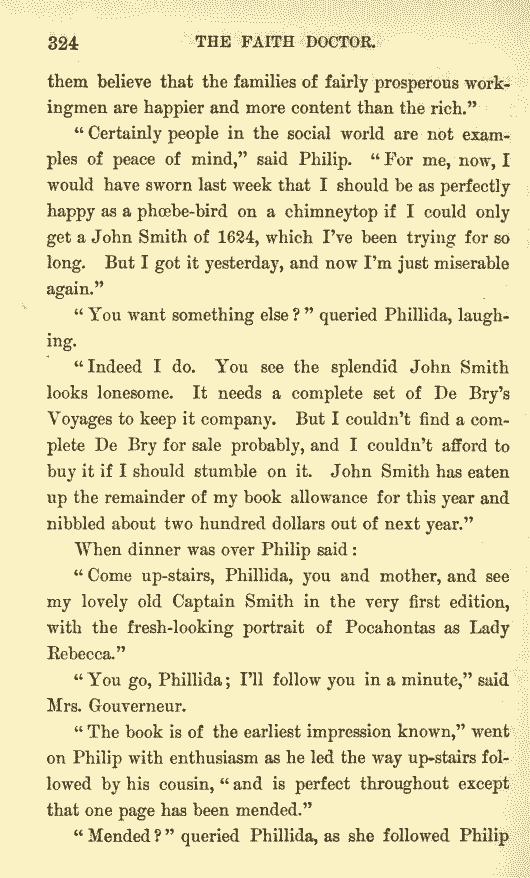 324 THE FAITH DOCTOR.
them believe that the families of fairly prosperous work-
ingmen are happier and more content than the rich.”
“Certainly people in the social world are not exam-
ples of peace of mind,” said Philip. “For me, now, I
would have sworn last week that I should be as perfectly
happy as a phœbe-bird on a chimneytop if I could only
get a John Smith of 1624, which I’ve been trying for so
long. But I got it yesterday, and now I’m just miserable
again.”
“You want something else?” queried Phillida, laugh-
ing.
“Indeed I do. You see the splendid John Smith
looks lonesome. It needs a complete set of De Bry’s
Voyages to keep it company. But I couldn’t find a com-
plete De Bry for sale probably, and I couldn’t afford to
buy it if I should stumble on it. John Smith has eaten
up the remainder of my book allowance for this year and
nibbled about two hundred dollars out of next year.”
When dinner was over Philip said:
“Come up-stairs, Phillida, you and mother, and see
my lovely old Captain Smith in the very first edition,
with the fresh-looking portrait of Pocahontas as Lady
Rebecca.”
“You go, Phillida; I’ll follow you in a minute,” said
Mrs. Gouverneur.
“The book is of the earliest impression known,” went
on Philip with enthusiasm as he led the way up-stairs fol-
lowed by his cousin, “and is perfect throughout except
that one page has been mended.”
“Mended?” queried Phillida, as she followed Philip